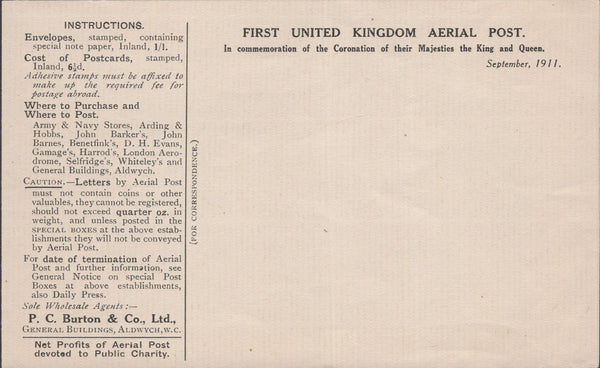 INSTRUCTIONS.
Envelopes, stamped, containing
special note paper, Inland, 1/1.
Cost of Postcards, stamped,
Inland, 6½d.
Adhesive stamps must be affixed to
make up the required fee for
postage abroad.
Where to Purchase and
Where to Post.
Army & Navy Stores, Arding &
Hobbs, John Barker's, John
Barnes, Benetfink's, D. H. Evans,
Gamage's, Harrod's, London Aero-
drome, Selfridge's, Whiteley's and
General Buildings, Aldwych.
CAUTION.—Letters by Aerial Post
must not contain coins or other
valuables, they cannot be registered,
should not exceed quarter oz. in
weight, and unless posted in the
SPECIAL BOXES at the above estab-
lishments they will not be conveyed
by Aerial Post.
For date of termination of Aerial
Post and further information, see
General Notice on special Post
Boxes at above establishments,
also Daily Press.
Sole Wholesale Agents:—
P. C. Burton & Co., Ltd.,
GENERAL BUILDINGS, ALDWYCH, W.C.
Net Profits of Aerial Post
devoted to Public Charity.
(FOR CORRESPONDENCE.)
FIRST UNITED KINGDOM AERIAL POST.
In commemoration of the Coronation of their Majesties the King and Queen.
September, 1911.